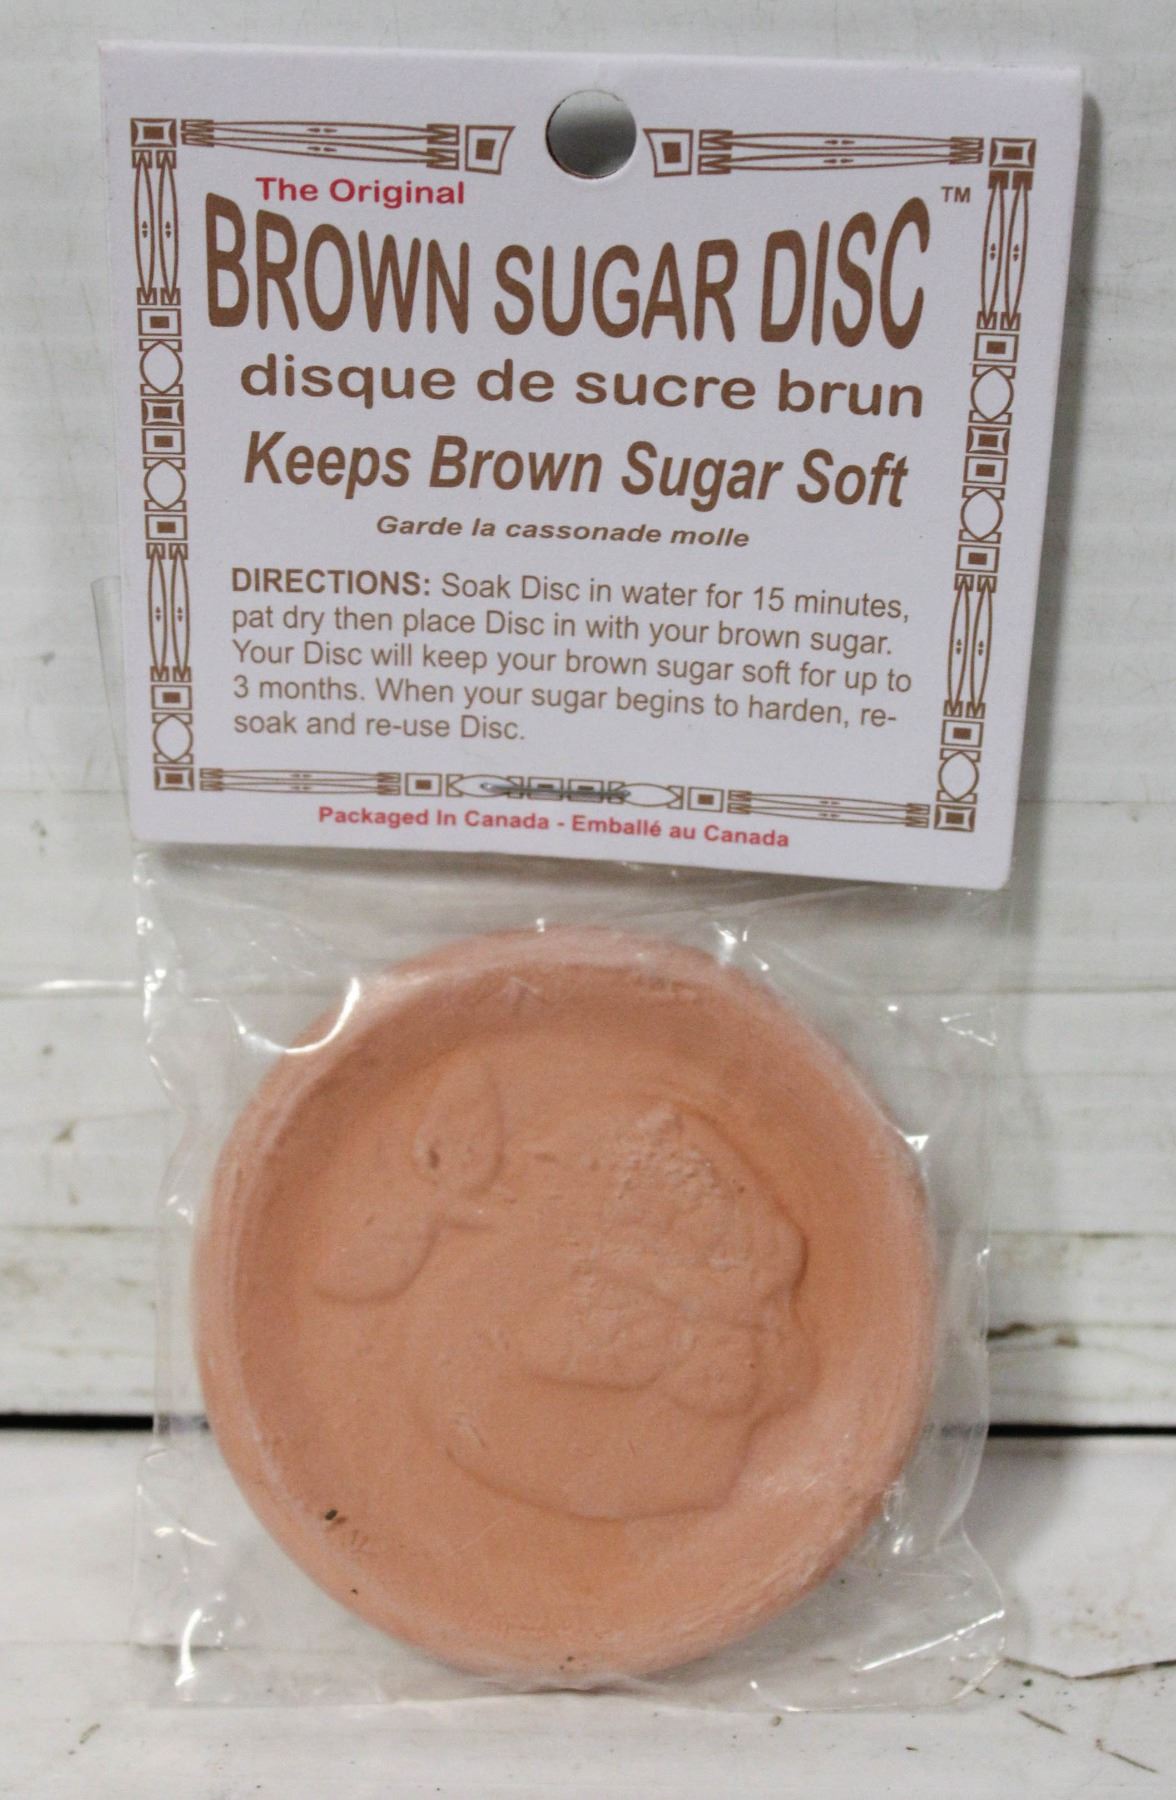 The Original
BROWN SUGAR DISC™
disque de sucre brun
Keeps Brown Sugar Soft
Garde la cassonade molle
DIRECTIONS: Soak Disc in water for 15 minutes,
pat dry then place Disc in with your brown sugar.
Your Disc will keep your brown sugar soft for up to
3 months. When your sugar begins to harden, re-
soak and re-use Disc.
Packaged In Canada - Emballé au Canada